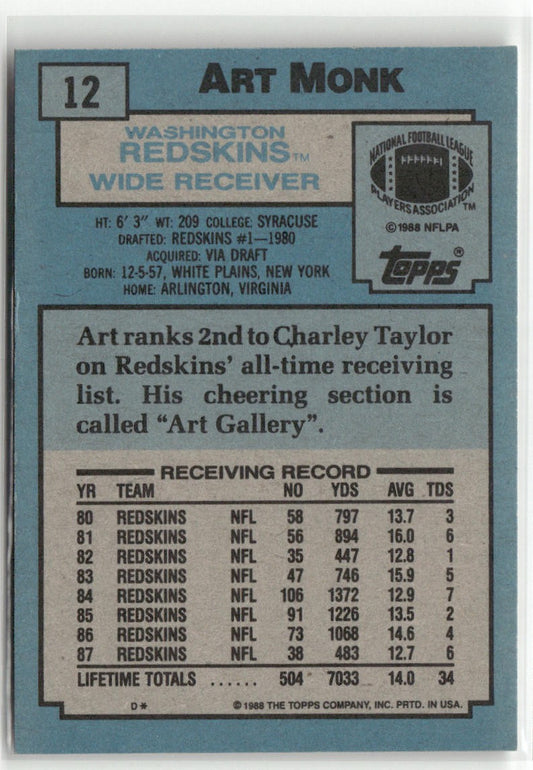 12
ART MONK
WASHINGTON
REDSKINS™
WIDE RECEIVER
NATIONAL FOOTBALL LEAGUE
PLAYERS ASSOCIATION™
©1988 NFLPA
topps®
HT: 6' 3" WT: 209 COLLEGE: SYRACUSE
DRAFTED: REDSKINS #1—1980
ACQUIRED: VIA DRAFT
BORN: 12-5-57, WHITE PLAINS, NEW YORK
HOME: ARLINGTON, VIRGINIA
Art ranks 2nd to Charley Taylor
on Redskins' all-time receiving
list. His cheering section is
called "Art Gallery".
RECEIVING RECORD
YR TEAM NO YDS AVG TDS
80 REDSKINS NFL 58 797 13.7 3
81 REDSKINS NFL 56 894 16.0 6
82 REDSKINS NFL 35 447 12.8 1
83 REDSKINS NFL 47 746 15.9 5
84 REDSKINS NFL 106 1372 12.9 7
85 REDSKINS NFL 91 1226 13.5 2
86 REDSKINS NFL 73 1068 14.6 4
87 REDSKINS NFL 38 483 12.7 6
LIFETIME TOTALS ...... 504 7033 14.0 34
D* ©1988 THE TOPPS COMPANY, INC. PRTD. IN USA.